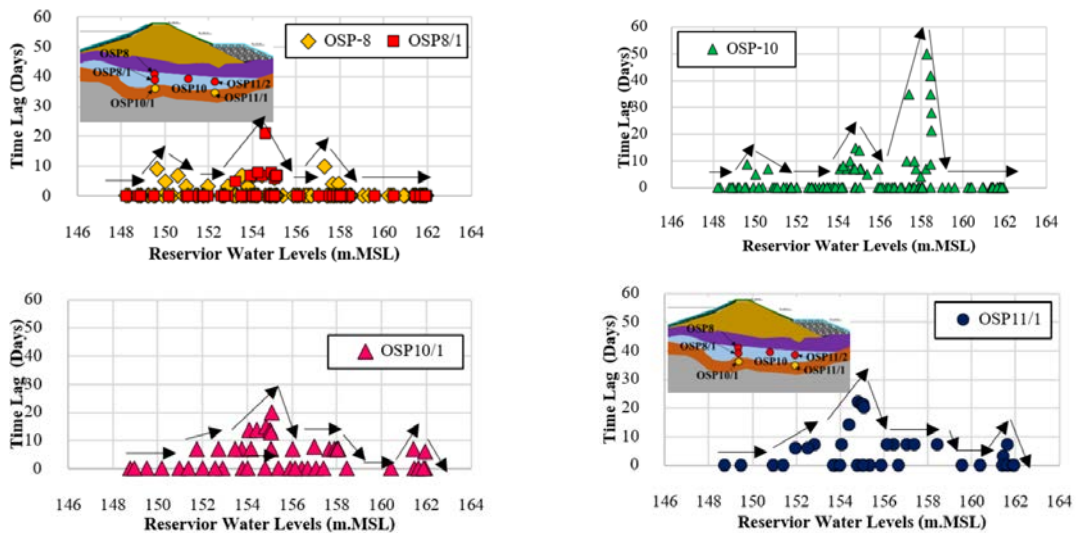 60
50
40
30
20
10
0
Time Lag (Days)
OSP-8 OSP8/1
OSP8
OSP8/1
OSP10/1
OSP10
OSP11/2
OSP11/1
146 148 150 152 154 156 158 160 162 164
Reservior Water Levels (m.MSL)
60
50
40
30
20
10
0
Time Lag (Days)
OSP-10
146 148 150 152 154 156 158 160 162 164
Reservior Water Levels (m.MSL)
60
50
40
30
20
10
0
Time Lag (Days)
OSP10/1
146 148 150 152 154 156 158 160 162 164
Reservior Water Levels (m.MSL)
60
50
40
30
20
10
0
Time Lag (Days)
OSP11/1
OSP8
OSP8/1
OSP10/1
OSP10
OSP11/2
OSP11/1
146 148 150 152 154 156 158 160 162 164
Reservior Water Levels (m.MSL)